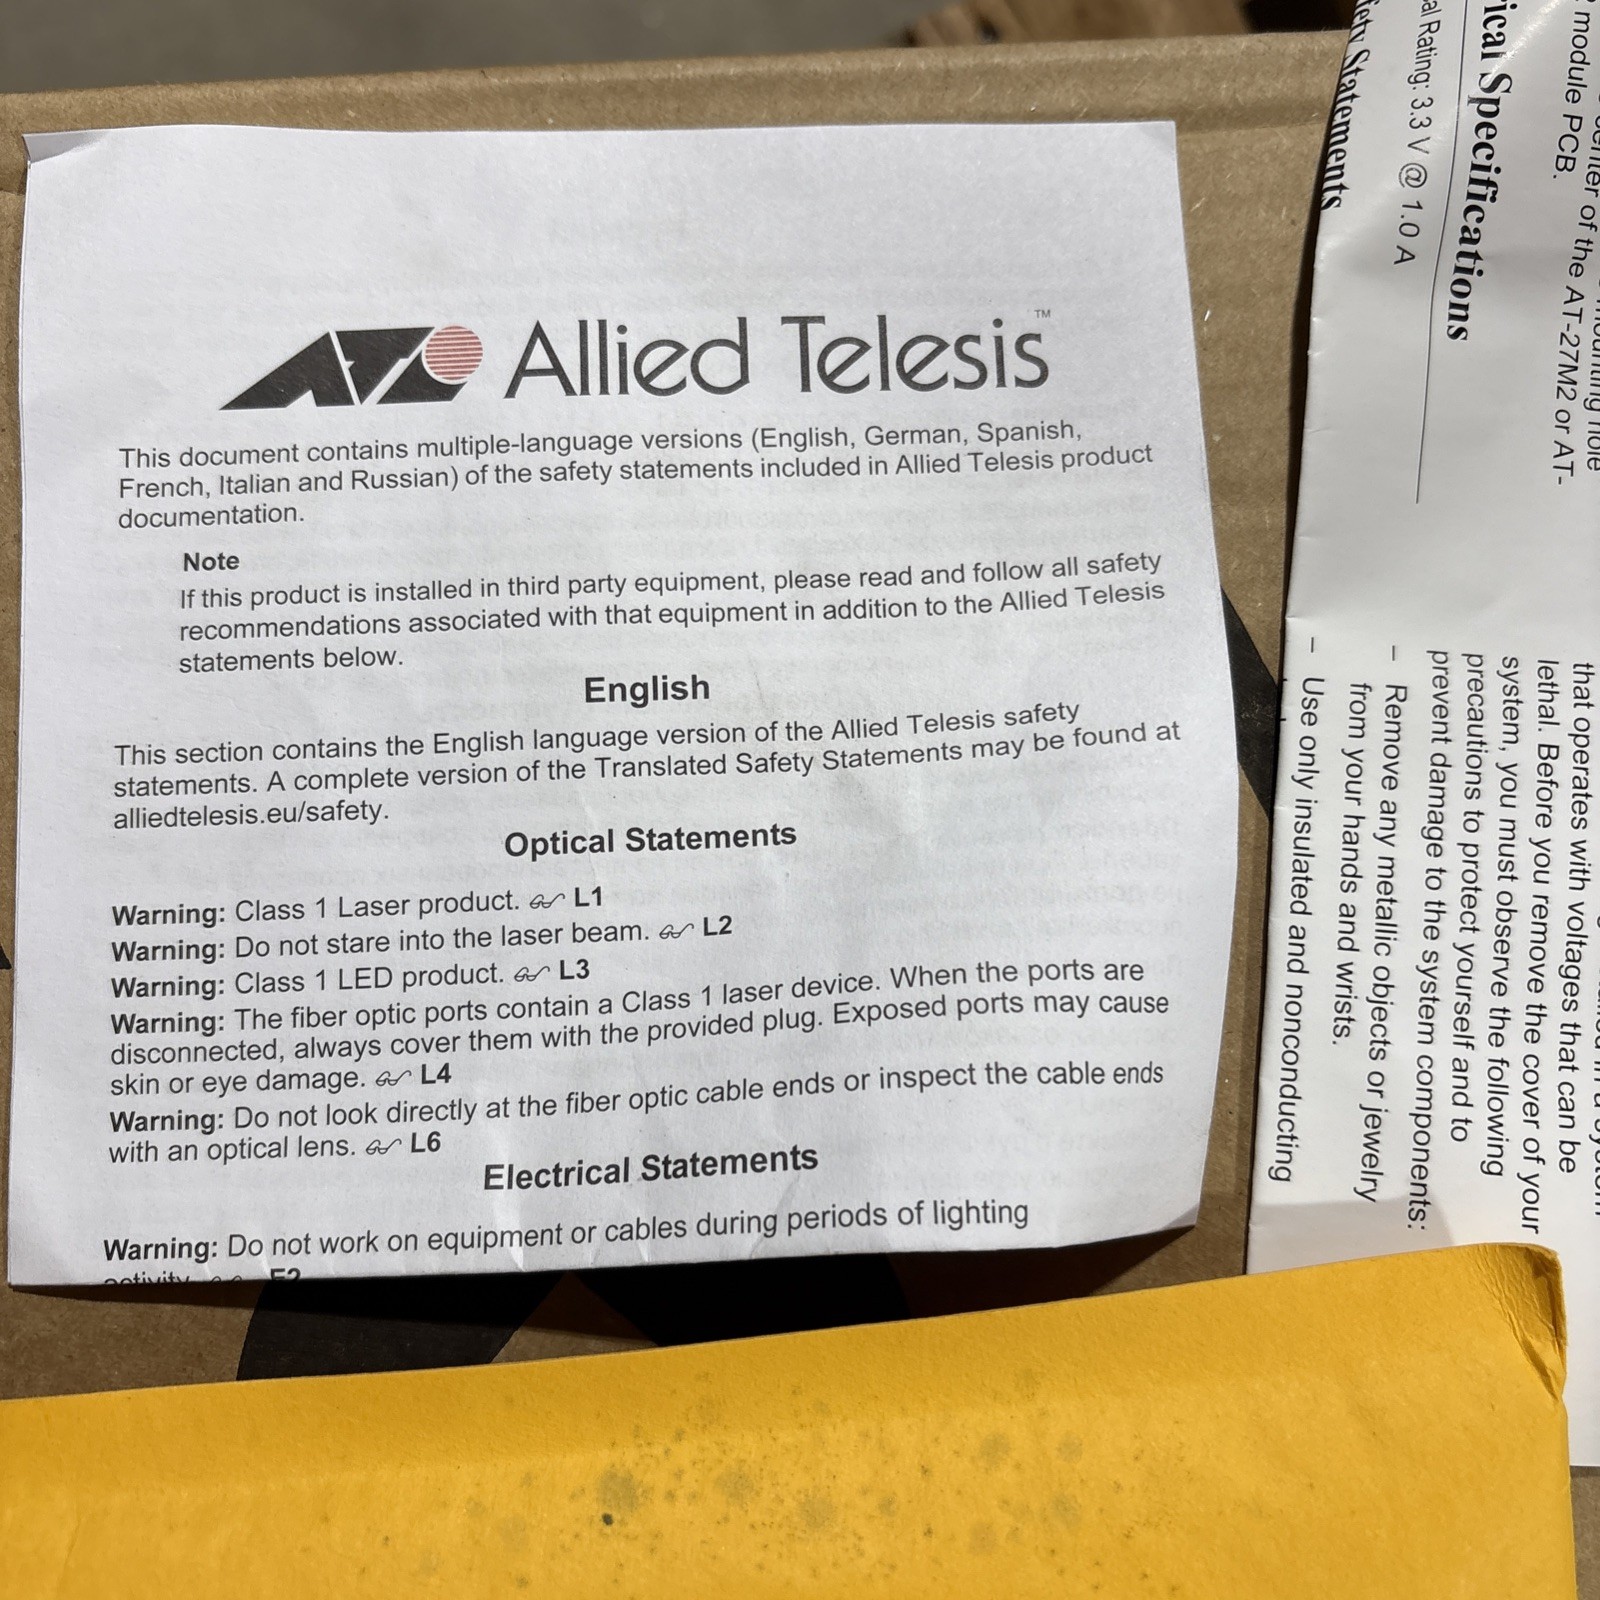 Allied Telesis™
This document contains multiple-language versions (English, German, Spanish,
French, Italian and Russian) of the safety statements included in Allied Telesis product
documentation.
Note
If this product is installed in third party equipment, please read and follow all safety
recommendations associated with that equipment in addition to the Allied Telesis
statements below.
English
This section contains the English language version of the Allied Telesis safety
statements. A complete version of the Translated Safety Statements may be found at
alliedtelesis.eu/safety.
Optical Statements
Warning: Class 1 Laser product. L1
Warning: Do not stare into the laser beam. L2
Warning: Class 1 LED product. L3
Warning: The fiber optic ports contain a Class 1 laser device. When the ports are
disconnected, always cover them with the provided plug. Exposed ports may cause
skin or eye damage. L4
Warning: Do not look directly at the fiber optic cable ends or inspect the cable ends
with an optical lens. L6
Electrical Statements
Warning: Do not work on equipment or cables during periods of lighting
activity. E2
mounting hole
center of the AT-27M2 or AT-
module PCB.
ical Specifications
al Rating: 3.3 V @ 1.0 A
fety Statements
that operates with voltages that can be
lethal. Before you remove the cover of your
system, you must observe the following
precautions to protect yourself and to
prevent damage to the system components:
– Remove any metallic objects or jewelry
from your hands and wrists.
– Use only insulated and nonconducting